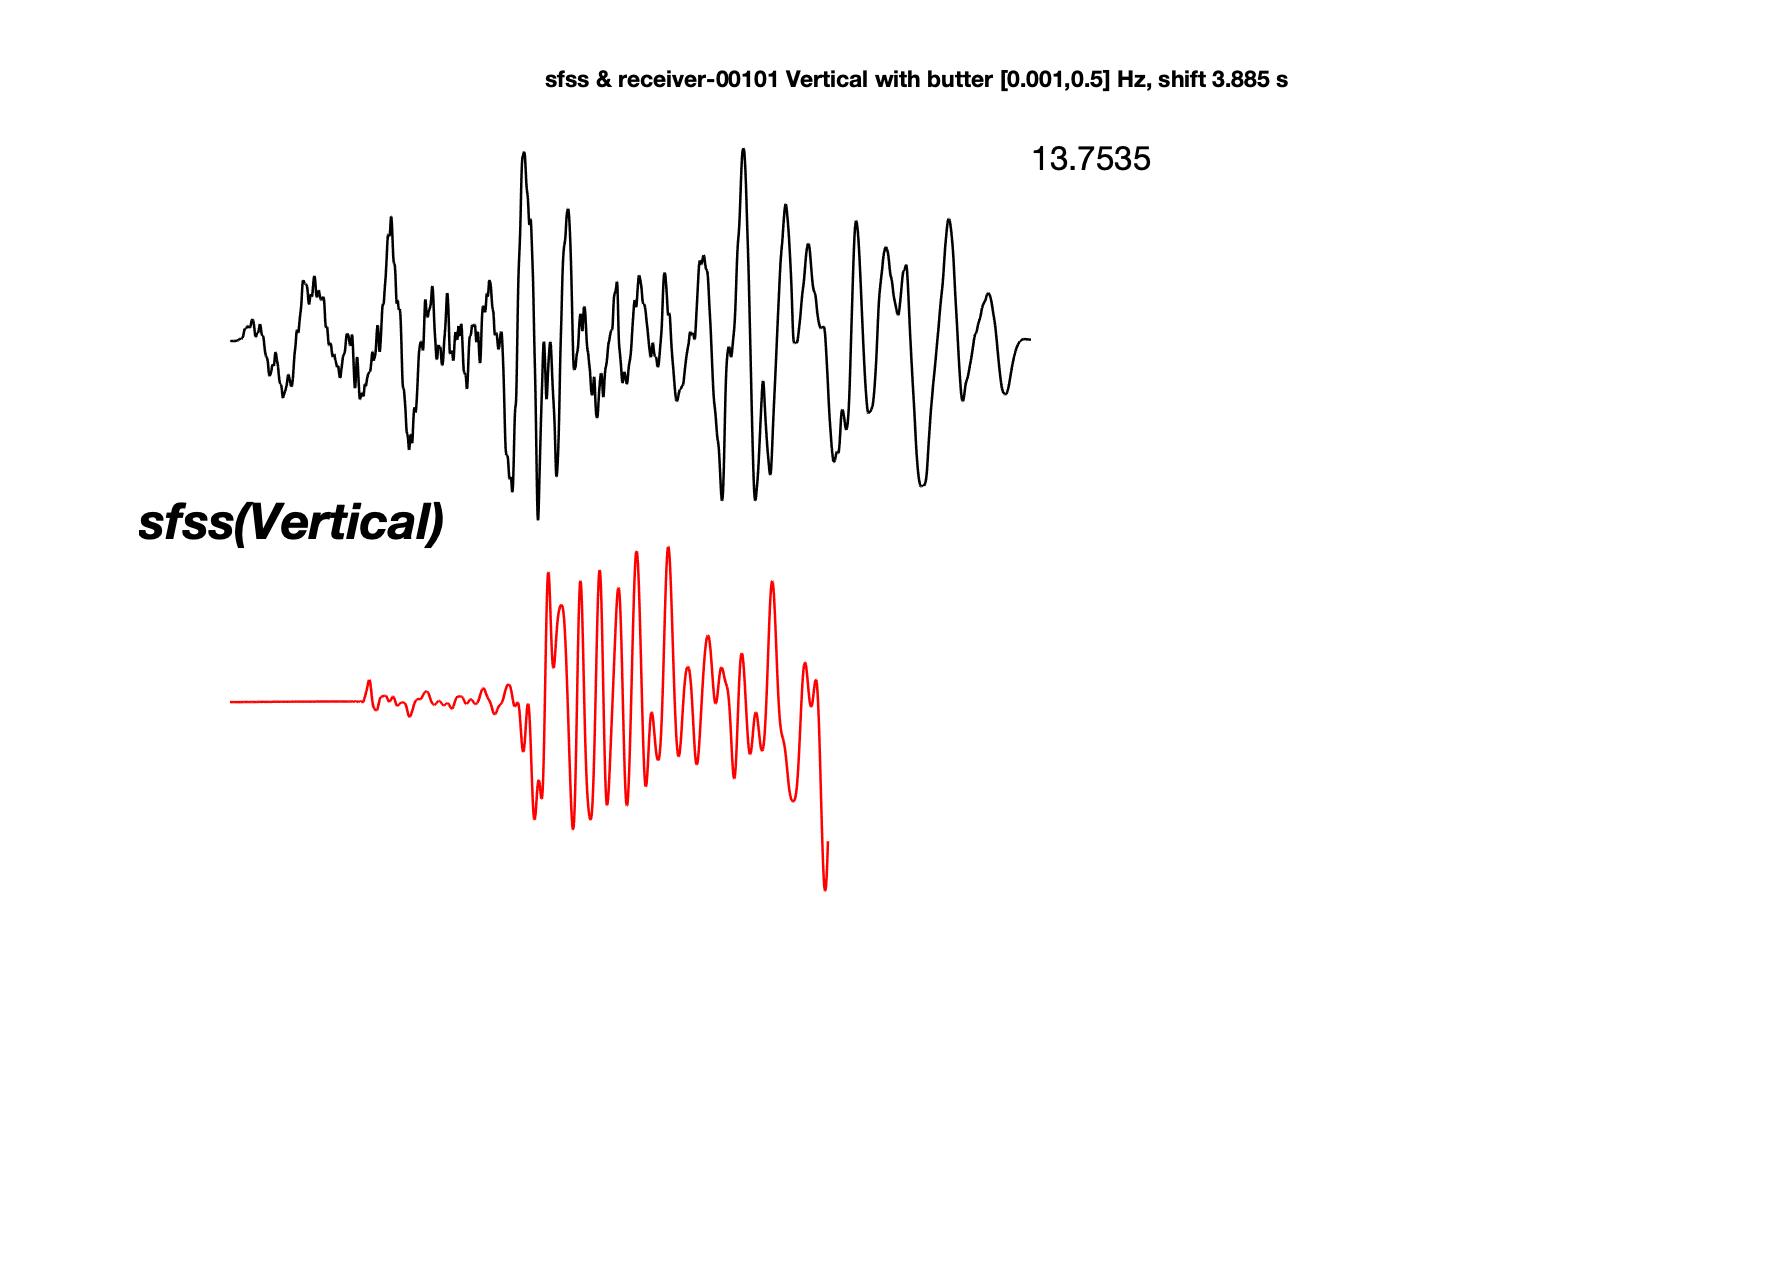 sfss & receiver-00101 Vertical with butter [0.001,0.5] Hz, shift 3.885 s
13.7535
sfss(Vertical)